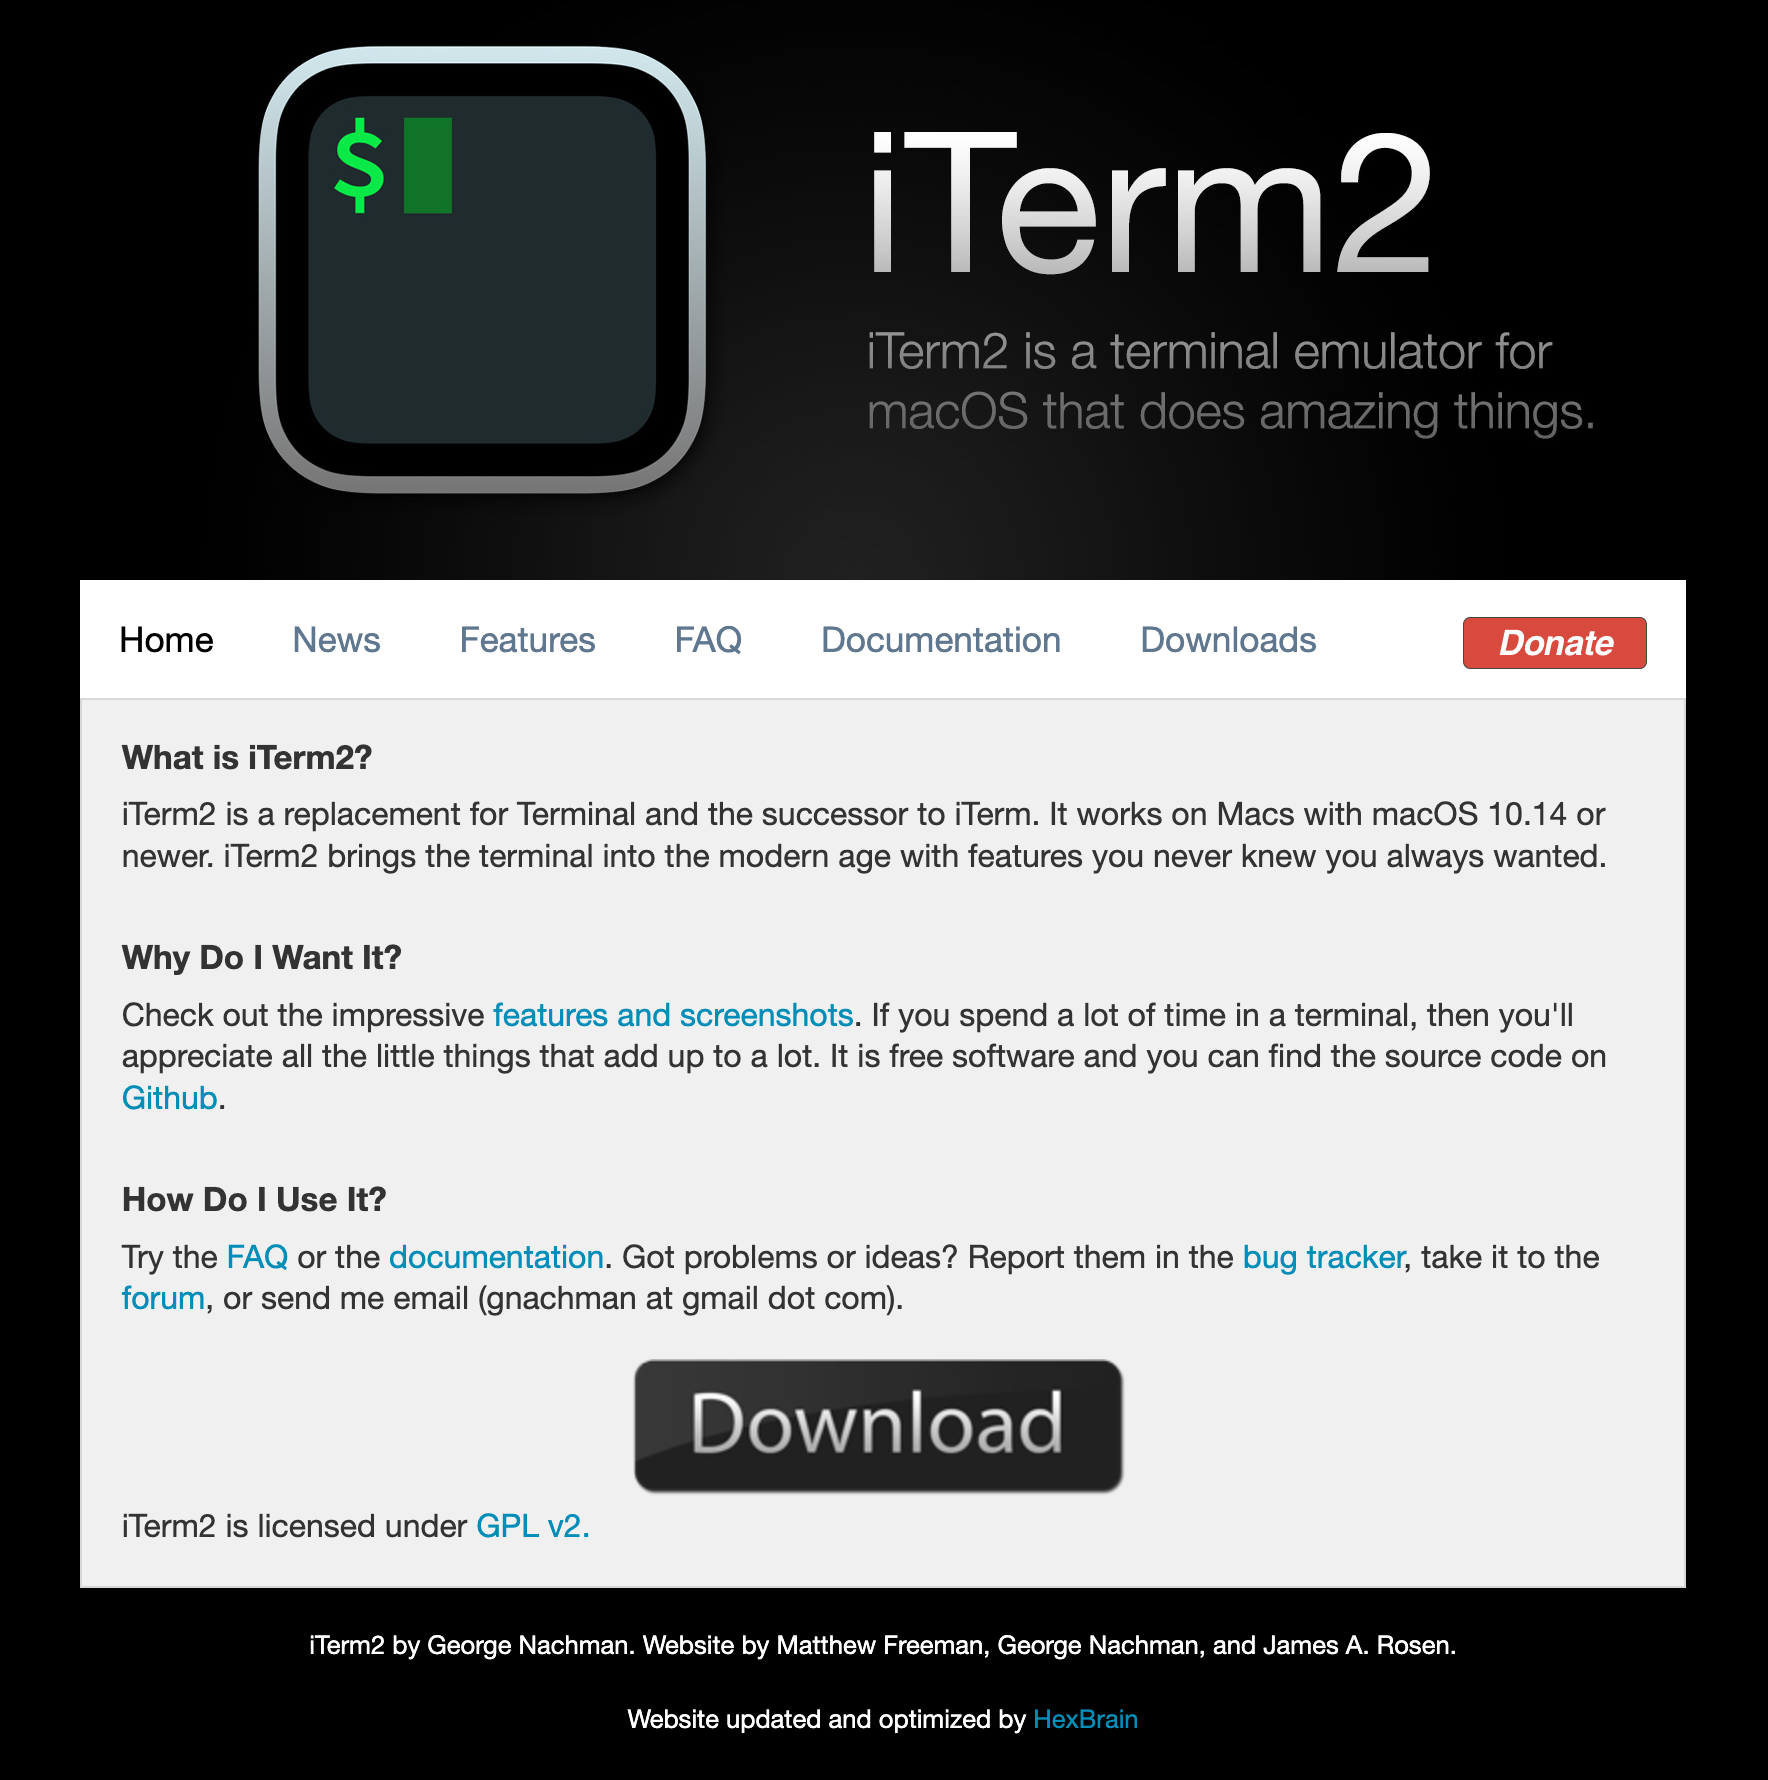 $
iTerm2
iTerm2 is a terminal emulator for
macOS that does amazing things.
Home News Features FAQ Documentation Downloads Donate
What is iTerm2?
iTerm2 is a replacement for Terminal and the successor to iTerm. It works on Macs with macOS 10.14 or
newer. iTerm2 brings the terminal into the modern age with features you never knew you always wanted.
Why Do I Want It?
Check out the impressive features and screenshots. If you spend a lot of time in a terminal, then you'll
appreciate all the little things that add up to a lot. It is free software and you can find the source code on
Github.
How Do I Use It?
Try the FAQ or the documentation. Got problems or ideas? Report them in the bug tracker, take it to the
forum, or send me email (gnachman at gmail dot com).
Download
iTerm2 is licensed under GPL v2.
iTerm2 by George Nachman. Website by Matthew Freeman, George Nachman, and James A. Rosen.
Website updated and optimized by HexBrain